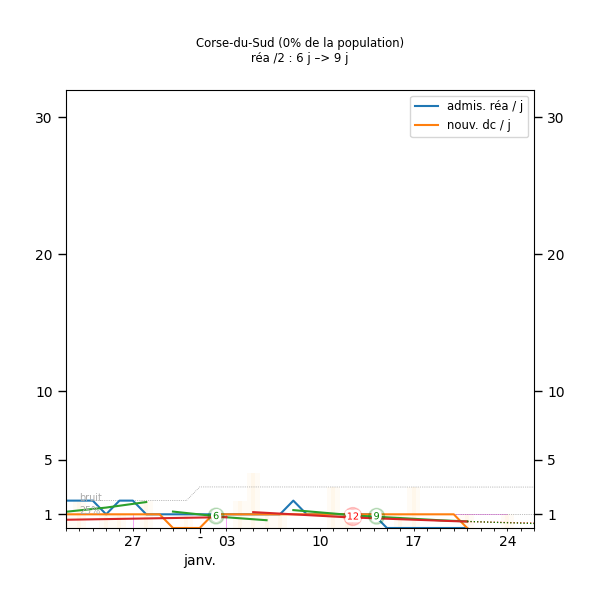 Corse-du-Sud (0% de la population)
réa /2 : 6 j –> 9 j
admis. réa / j
nouv. dc / j
30 30
20 20
10 10
5 5
bruit
1 6 12 9 1
27 - 03 10 17 24
janv.